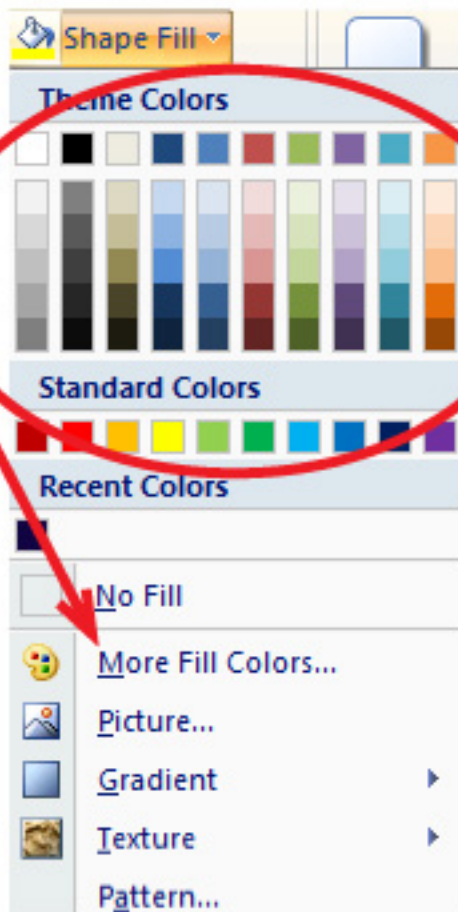 Shape Fill
Theme Colors
Standard Colors
Recent Colors
No Fill
More Fill Colors...
Picture...
Gradient
Texture
Pattern...